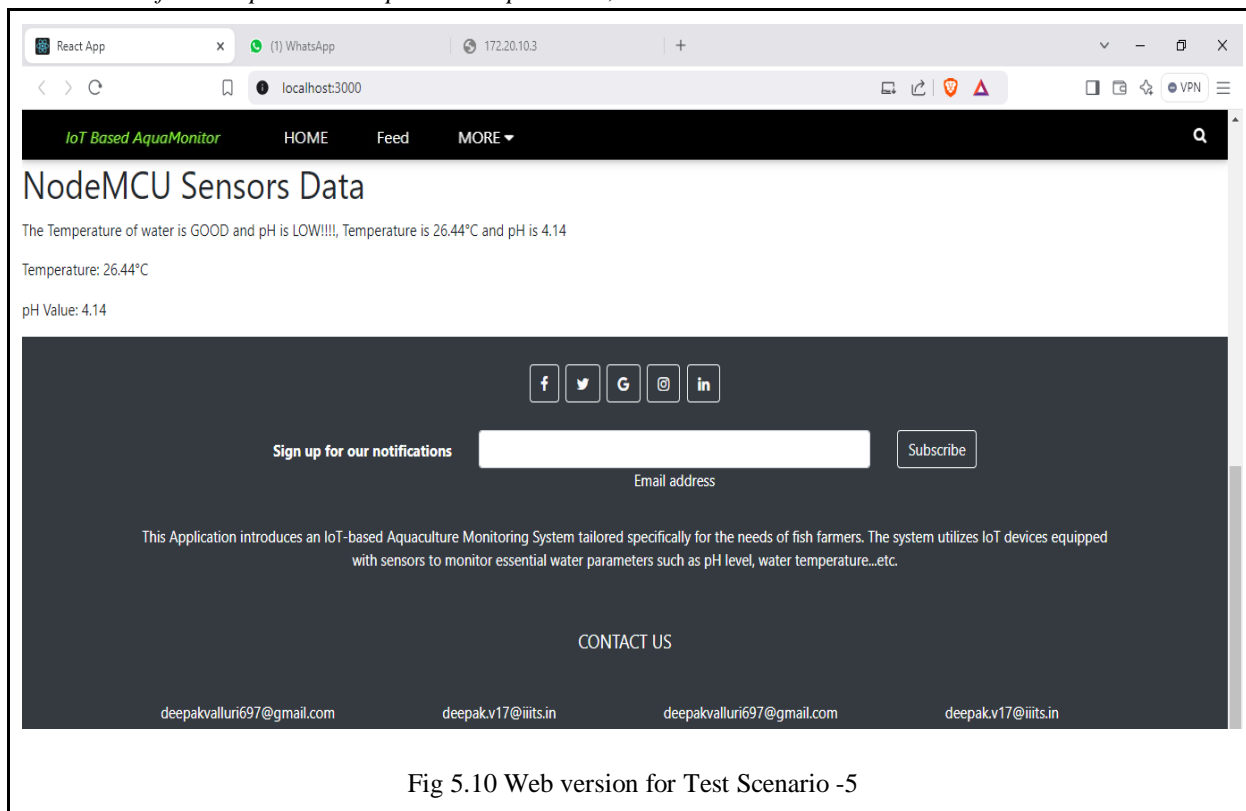 React App
(1) WhatsApp
172.20.10.3
localhost:3000
VPN
IoT Based AquaMonitor HOME Feed MORE
NodeMCU Sensors Data
The Temperature of water is GOOD and pH is LOW!!!!, Temperature is 26.44°C and pH is 4.14
Temperature: 26.44°C
pH Value: 4.14
Sign up for our notifications
Subscribe
Email address
This Application introduces an IoT-based Aquaculture Monitoring System tailored specifically for the needs of fish farmers. The system utilizes IoT devices equipped
with sensors to monitor essential water parameters such as pH level, water temperature...etc.
CONTACT US
deepakvalluri697@gmail.com deepak.v17@iiits.in deepakvalluri697@gmail.com deepak.v17@iiits.in
Fig 5.10 Web version for Test Scenario -5